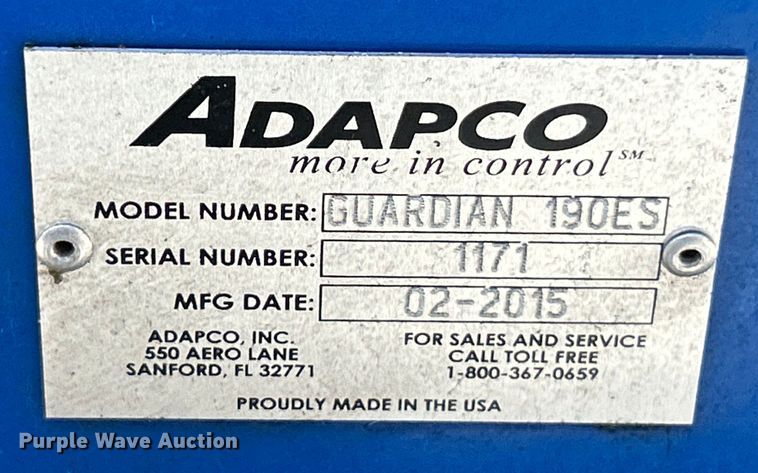 ADAPCO
more in control℠
MODEL NUMBER: GUARDIAN 190ES
SERIAL NUMBER: 1171
MFG DATE: 02-2015
ADAPCO, INC.
550 AERO LANE
SANFORD, FL 32771
FOR SALES AND SERVICE
CALL TOLL FREE
1-800-367-0659
PROUDLY MADE IN THE USA
Purple Wave Auction